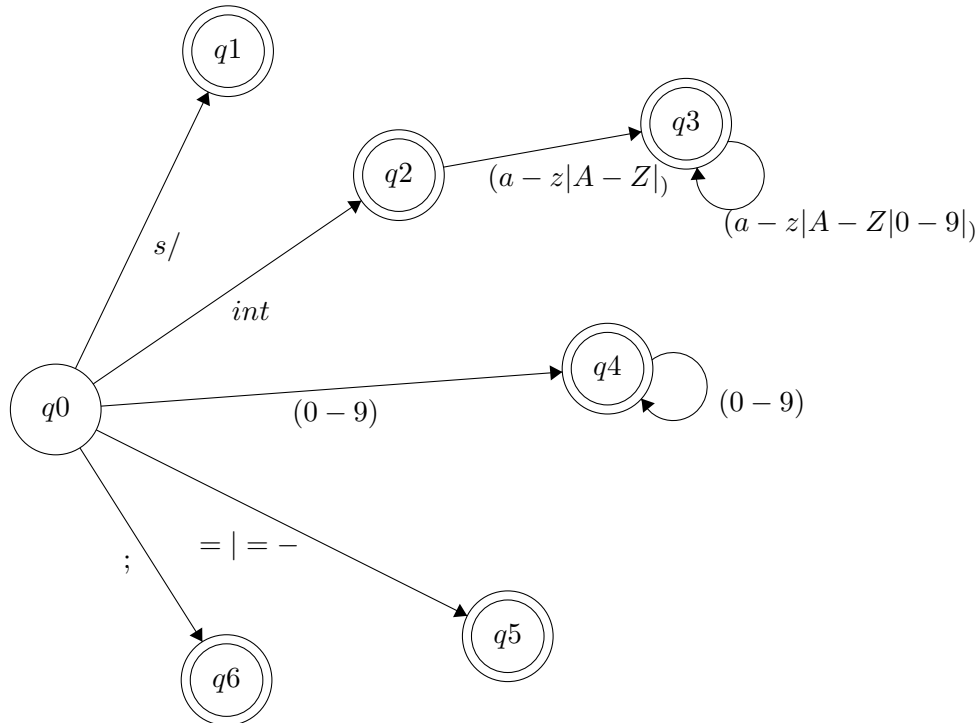 q1
q3
q2
(a − z|A − Z|)
(a − z|A − Z|0 − 9|)
s/
int
q4
q0
(0 − 9)
(0 − 9)
= | = −
;
q5
q6